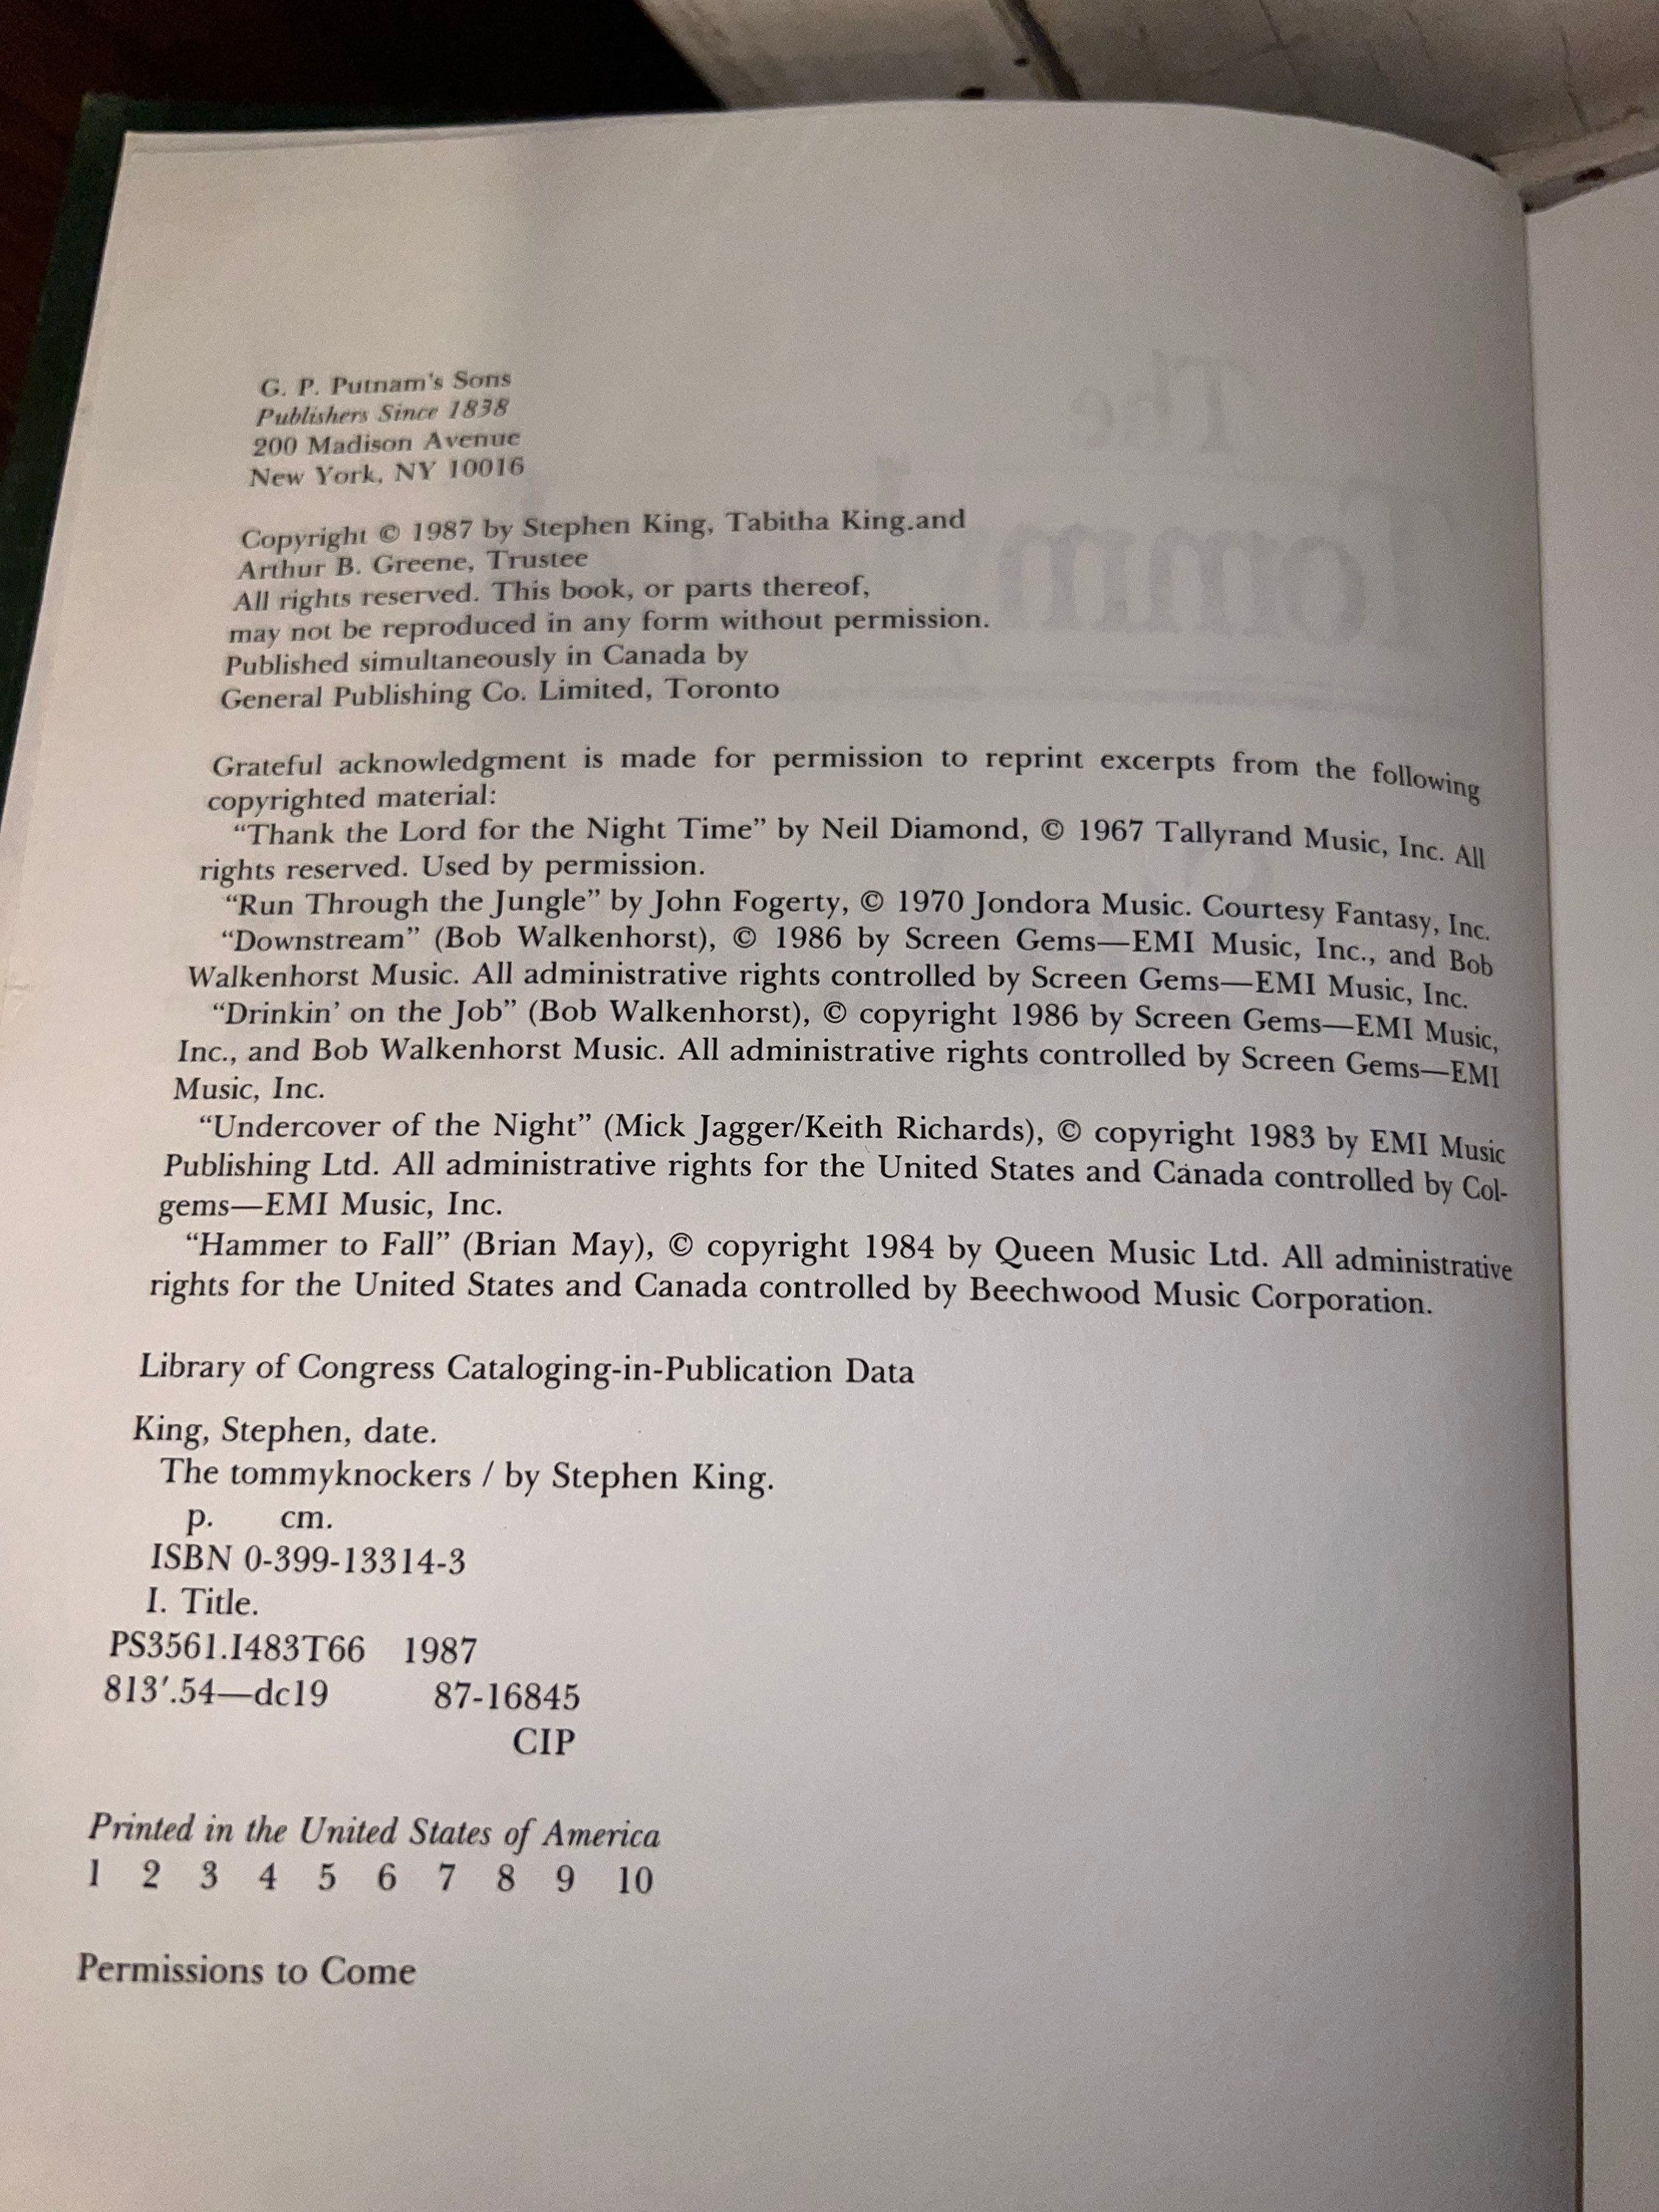 G. P. Putnam's Sons
Publishers Since 1838
200 Madison Avenue
New York, NY 10016
Copyright © 1987 by Stephen King, Tabitha King.and
Arthur B. Greene, Trustee
All rights reserved. This book, or parts thereof,
may not be reproduced in any form without permission.
Published simultaneously in Canada by
General Publishing Co. Limited, Toronto
Grateful acknowledgment is made for permission to reprint excerpts from the following
copyrighted material:
“Thank the Lord for the Night Time” by Neil Diamond, © 1967 Tallyrand Music, Inc. All
rights reserved. Used by permission.
“Run Through the Jungle” by John Fogerty, © 1970 Jondora Music. Courtesy Fantasy, Inc.
“Downstream” (Bob Walkenhorst), © 1986 by Screen Gems—EMI Music, Inc., and Bob
Walkenhorst Music. All administrative rights controlled by Screen Gems—EMI Music, Inc.
“Drinkin’ on the Job” (Bob Walkenhorst), © copyright 1986 by Screen Gems—EMI Music,
Inc., and Bob Walkenhorst Music. All administrative rights controlled by Screen Gems—EMI
Music, Inc.
“Undercover of the Night” (Mick Jagger/Keith Richards), © copyright 1983 by EMI Music
Publishing Ltd. All administrative rights for the United States and Canada controlled by Col-
gems—EMI Music, Inc.
“Hammer to Fall” (Brian May), © copyright 1984 by Queen Music Ltd. All administrative
rights for the United States and Canada controlled by Beechwood Music Corporation.
Library of Congress Cataloging-in-Publication Data
King, Stephen, date.
The tommyknockers / by Stephen King.
p. cm.
ISBN 0-399-13314-3
I. Title.
PS3561.I483T66 1987
813′.54—dc19 87-16845
CIP
Printed in the United States of America
1 2 3 4 5 6 7 8 9 10
Permissions to Come